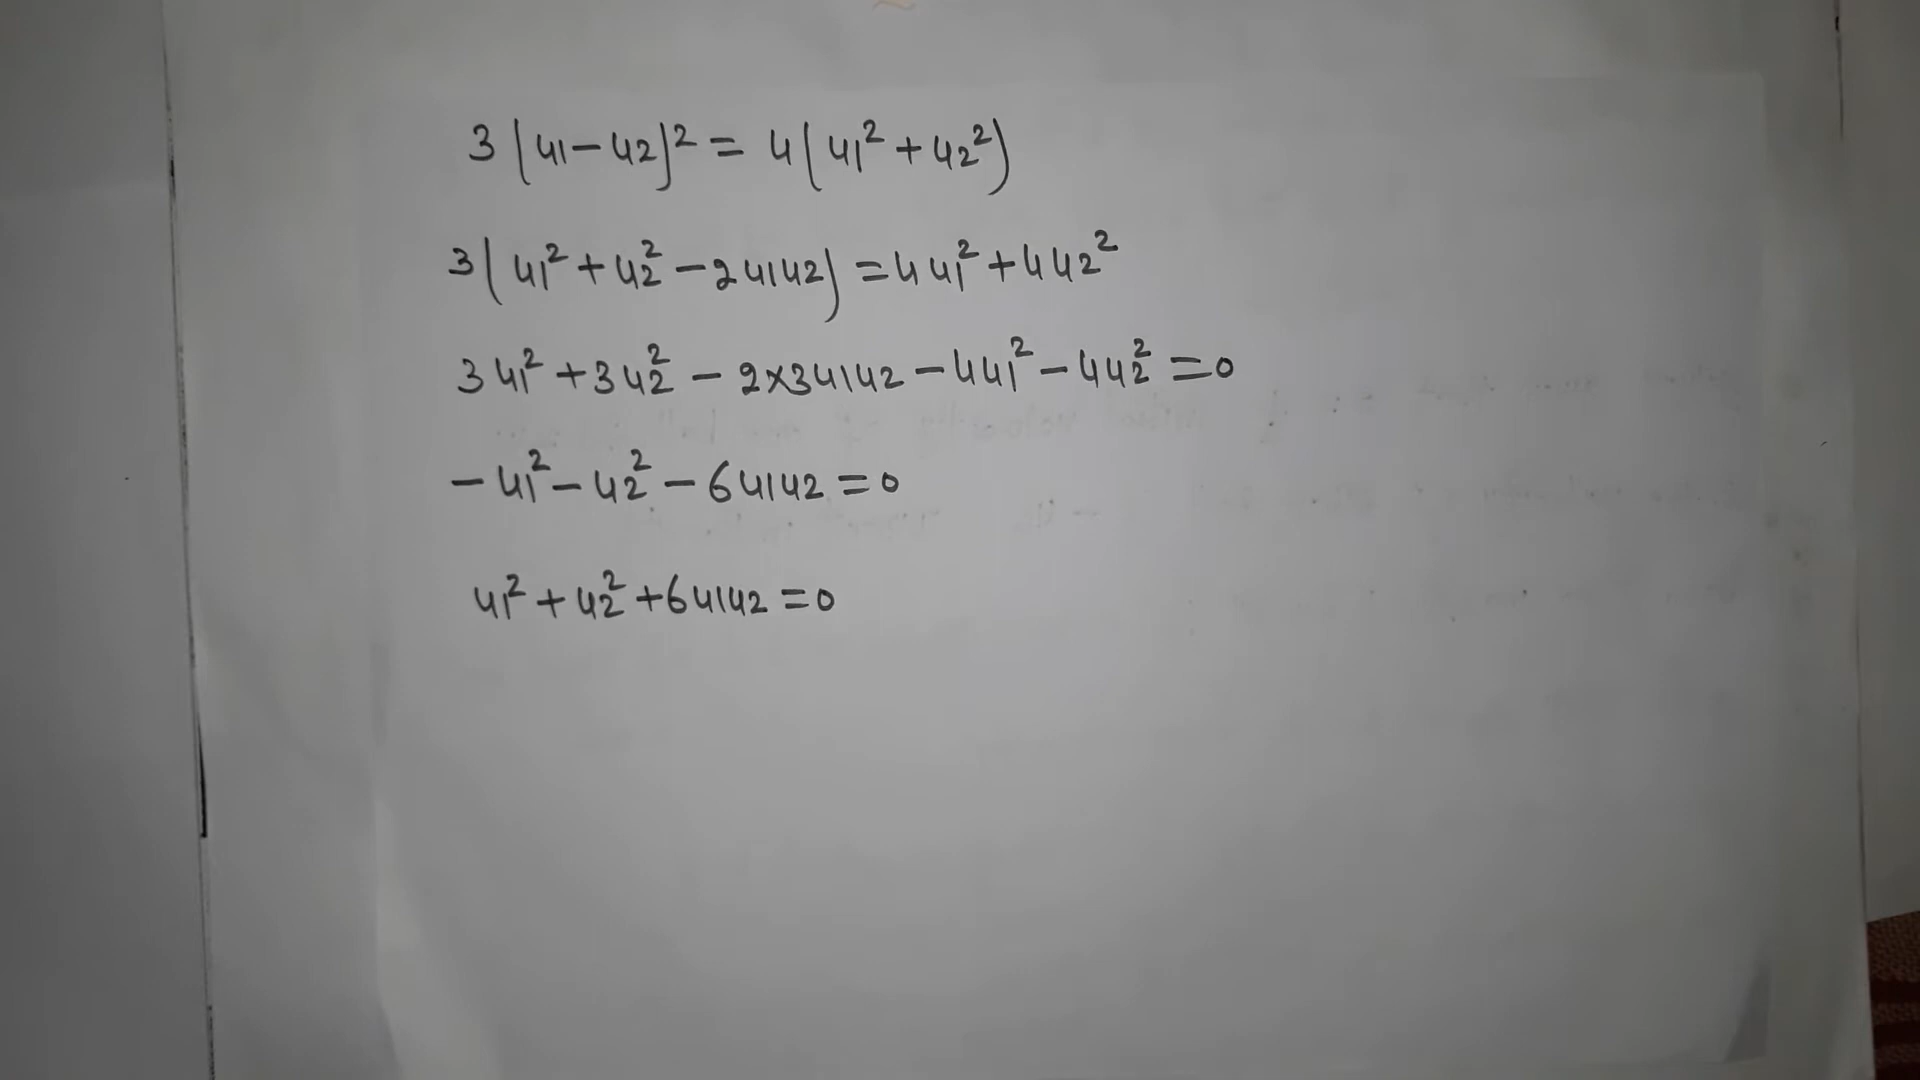 3(u1-u2)² = 4(u1²+u2²)
3(u1²+u2²-2u1u2) = 4u1²+4u2²
3u1²+3u2²-2×3u1u2-4u1²-4u2²=0
-u1²-u2²-6u1u2=0
u1²+u2²+6u1u2=0